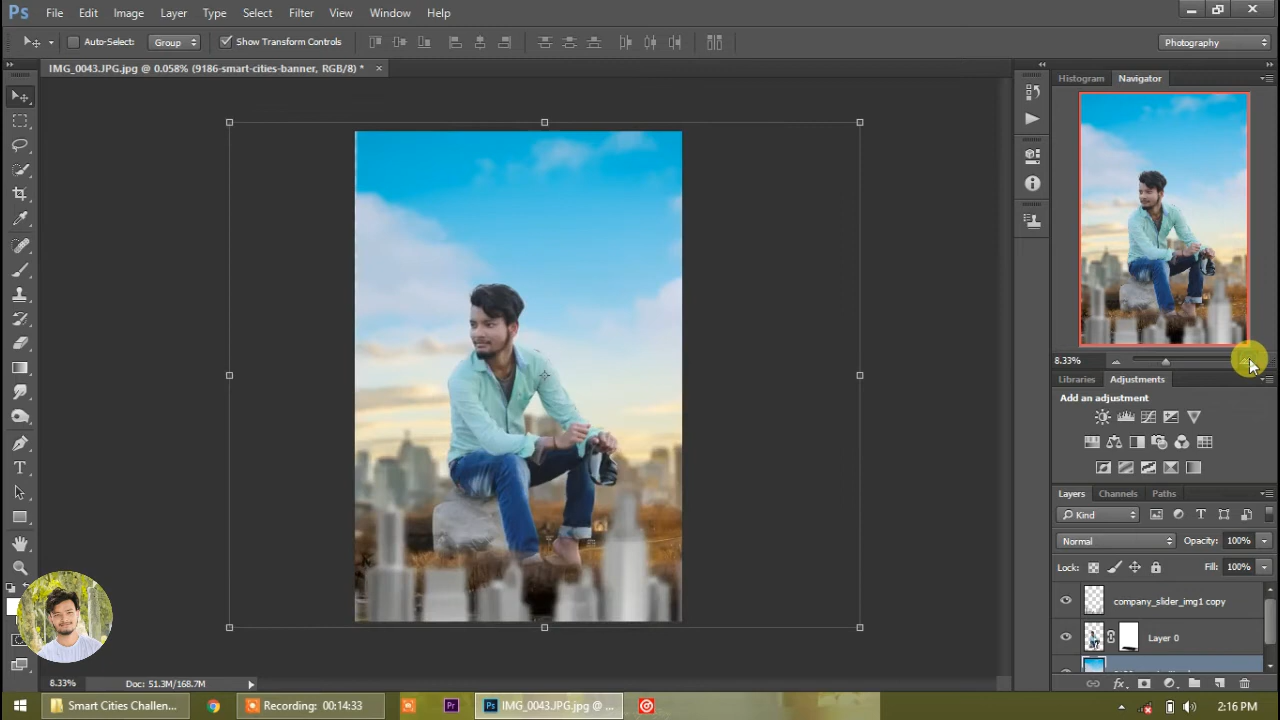 Ps File Edit Image Layer Type Select Filter View Window Help
Auto-Select: Group Show Transform Controls Photography
IMG_0043.JPG.jpg @ 0.058% (9186-smart-cities-banner, RGB/8) * ×
Histogram Navigator
8.33%
Libraries Adjustments
Add an adjustment
Layers Channels Paths
Kind
Normal Opacity: 100%
Lock: Fill: 100%
company_slider_img1 copy
Layer 0
8.33% Doc: 51.3M/168.7M
Smart Cities Challen... Recording: 00:14:33 Pr Ps IMG_0043.JPG.jpg @ ... 2:16 PM